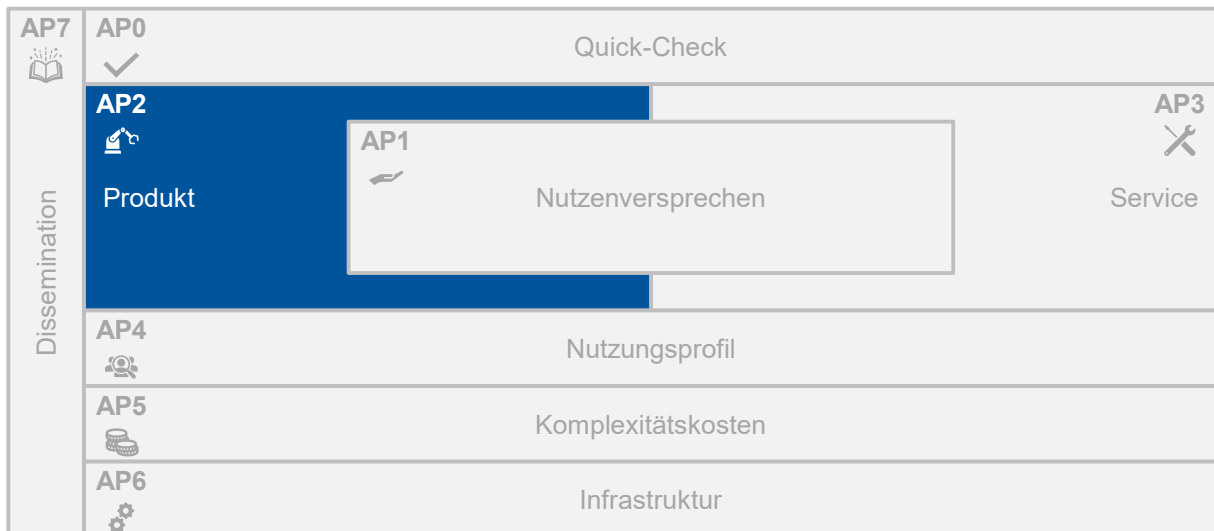 AP7
Dissemination
AP0
Quick-Check
AP2
Produkt
AP1
Nutzenversprechen
AP3
Service
AP4
Nutzungsprofil
AP5
Komplexitätskosten
AP6
Infrastruktur